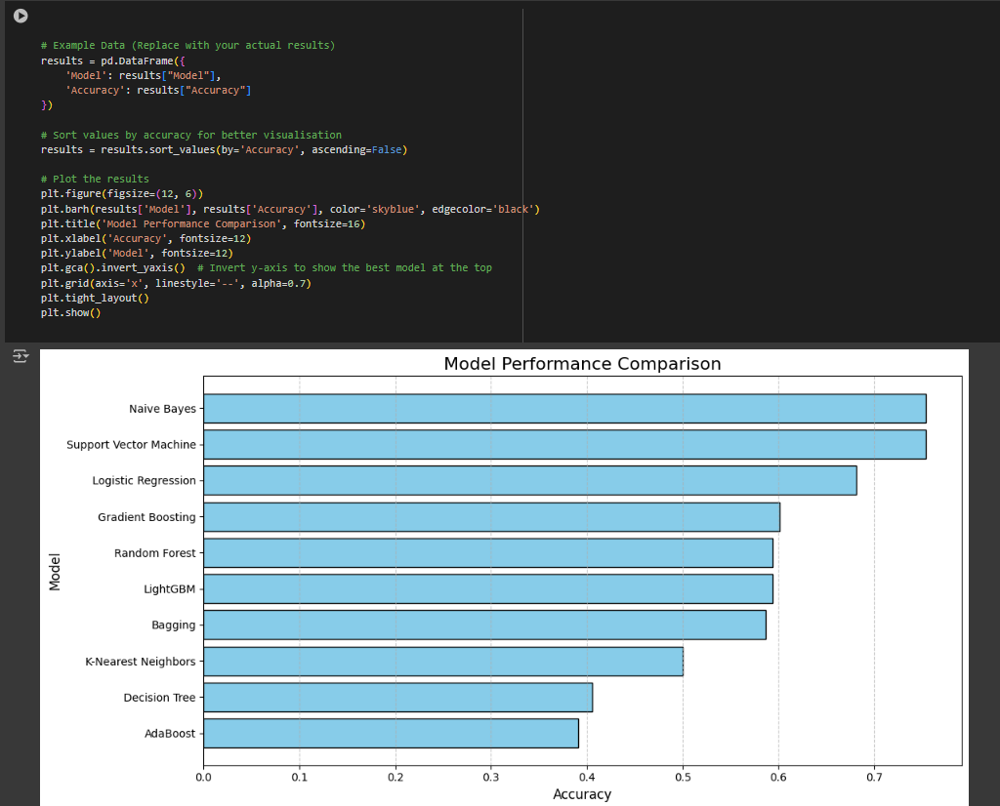 # Example Data (Replace with your actual results)
results = pd.DataFrame({
    'Model': results["Model"],
    'Accuracy': results["Accuracy"]
})
# Sort values by accuracy for better visualisation
results = results.sort_values(by='Accuracy', ascending=False)
# Plot the results
plt.figure(figsize=(12, 6))
plt.barh(results['Model'], results['Accuracy'], color='skyblue', edgecolor='black')
plt.title('Model Performance Comparison', fontsize=16)
plt.xlabel('Accuracy', fontsize=12)
plt.ylabel('Model', fontsize=12)
plt.gca().invert_yaxis()  # Invert y-axis to show the best model at the top
plt.grid(axis='x', linestyle='--', alpha=0.7)
plt.tight_layout()
plt.show()
Model Performance Comparison
Naive Bayes
Support Vector Machine
Logistic Regression
Gradient Boosting
Random Forest
LightGBM
Bagging
K-Nearest Neighbors
Decision Tree
AdaBoost
Model
0.0 0.1 0.2 0.3 0.4 0.5 0.6 0.7
Accuracy